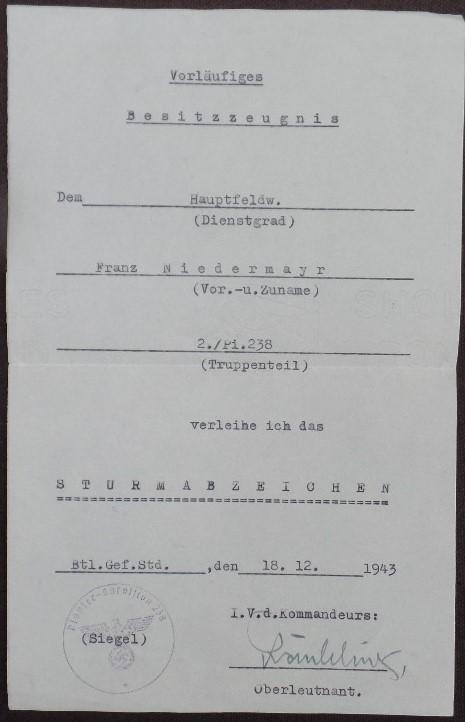 Vorläufiges
Besitzzeugnis
Dem Hauptfeldw.
(Dienstgrad)
Franz Niedermayr
(Vor.-u.Zuname)
2./Pi.238
(Truppenteil)
verleihe ich das
STURMABZEICHEN
Btl.Gef.Std. ,den 18. 12. 1943
I.V.d.Kommandeurs:
(Siegel)
Oberleutnant.